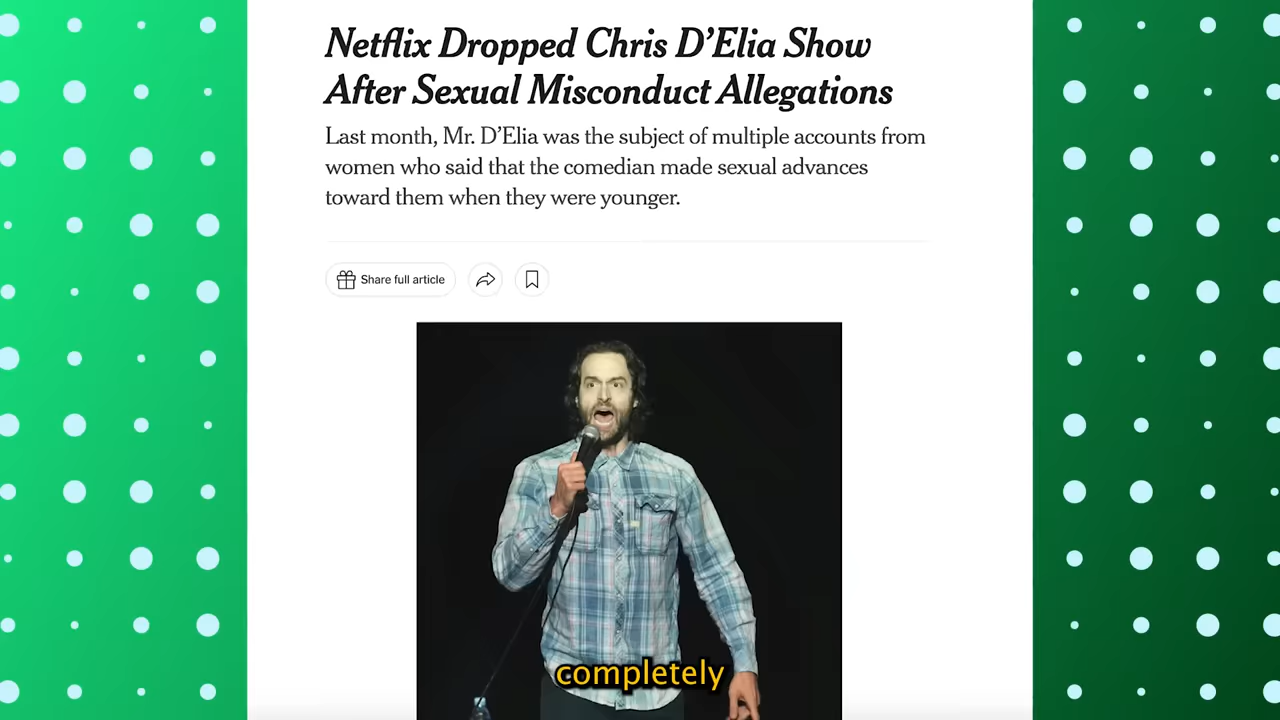 Netflix Dropped Chris D’Elia Show
After Sexual Misconduct Allegations
Last month, Mr. D’Elia was the subject of multiple accounts from
women who said that the comedian made sexual advances
toward them when they were younger.
Share full article
completely